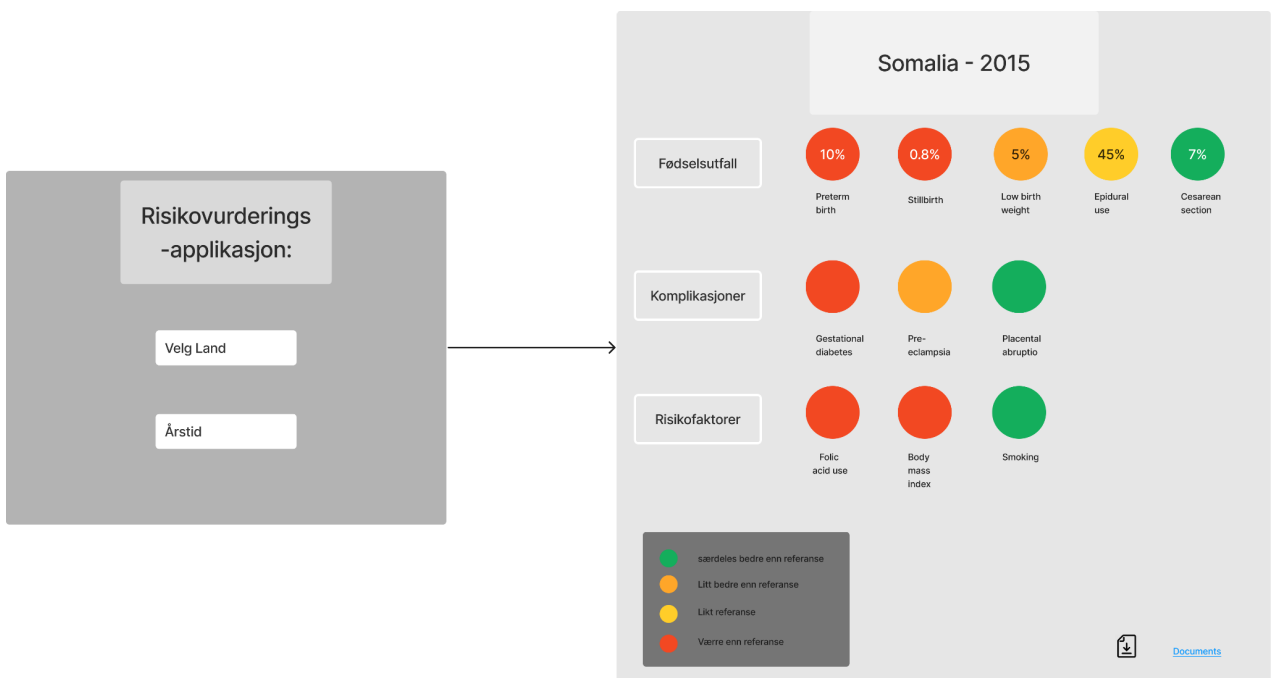 Risikovurderings
-applikasjon:
Velg Land
Årstid
Somalia - 2015
Fødselsutfall
10%
0.8%
5%
45%
7%
Preterm
birth
Stillbirth
Low birth
weight
Epidural
use
Cesarean
section
Komplikasjoner
Gestational
diabetes
Pre-
eclampsia
Placental
abruptio
Risikofaktorer
Folic
acid use
Body
mass
index
Smoking
særdeles bedre enn referanse
Litt bedre enn referanse
Likt referanse
Værre enn referanse
Documents